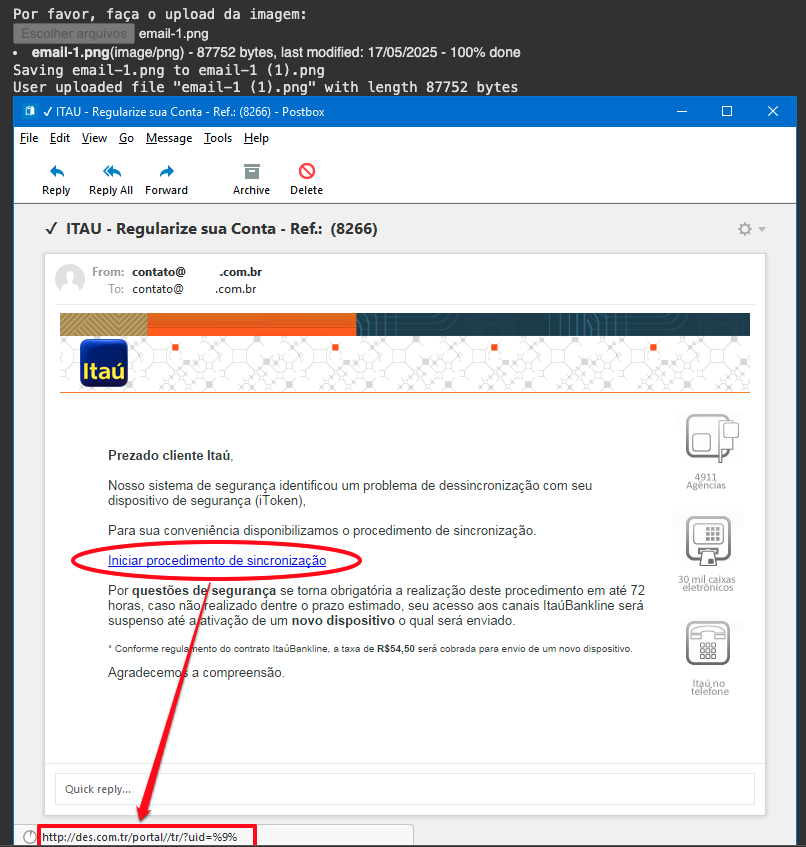 Por favor, faça o upload da imagem:
Escolher arquivos email-1.png
• email-1.png(image/png) - 87752 bytes, last modified: 17/05/2025 - 100% done
Saving email-1.png to email-1 (1).png
User uploaded file "email-1 (1).png" with length 87752 bytes
✓ ITAU - Regularize sua Conta - Ref.: (8266) - Postbox
File Edit View Go Message Tools Help
Reply Reply All Forward Archive Delete
✓ ITAU - Regularize sua Conta - Ref.: (8266)
From: contato@ .com.br
To: contato@ .com.br
Itaú
Prezado cliente Itaú,
Nosso sistema de segurança identificou um problema de dessincronização com seu
dispositivo de segurança (iToken),
Para sua conveniência disponibilizamos o procedimento de sincronização.
Iniciar procedimento de sincronização
Por questões de segurança se torna obrigatória a realização deste procedimento em até 72
horas, caso não realizado dentre o prazo estimado, seu acesso aos canais ItaúBankline será
suspenso até a ativação de um novo dispositivo o qual será enviado.
* Conforme regulamento do contrato ItaúBankline, a taxa de R$54,50 será cobrada para envio de um novo dispositivo.
Agradecemos a compreensão.
4911
Agências
30 mil caixas
eletrônicos
Itaú no
telefone
Quick reply...
http://des.com.tr/portal//tr/?uid=%9%